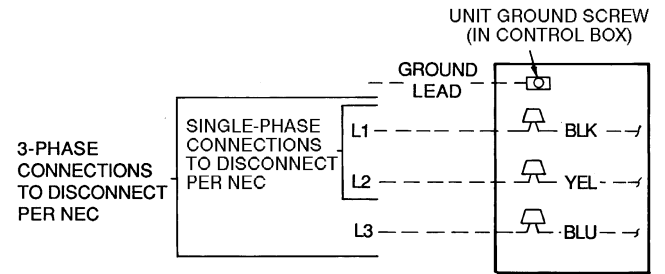 UNIT GROUND SCREW
(IN CONTROL BOX)
GROUND
LEAD
3-PHASE
CONNECTIONS
TO DISCONNECT
PER NEC
SINGLE-PHASE
CONNECTIONS
TO DISCONNECT
PER NEC
L1 BLK
L2 YEL
L3 BLU